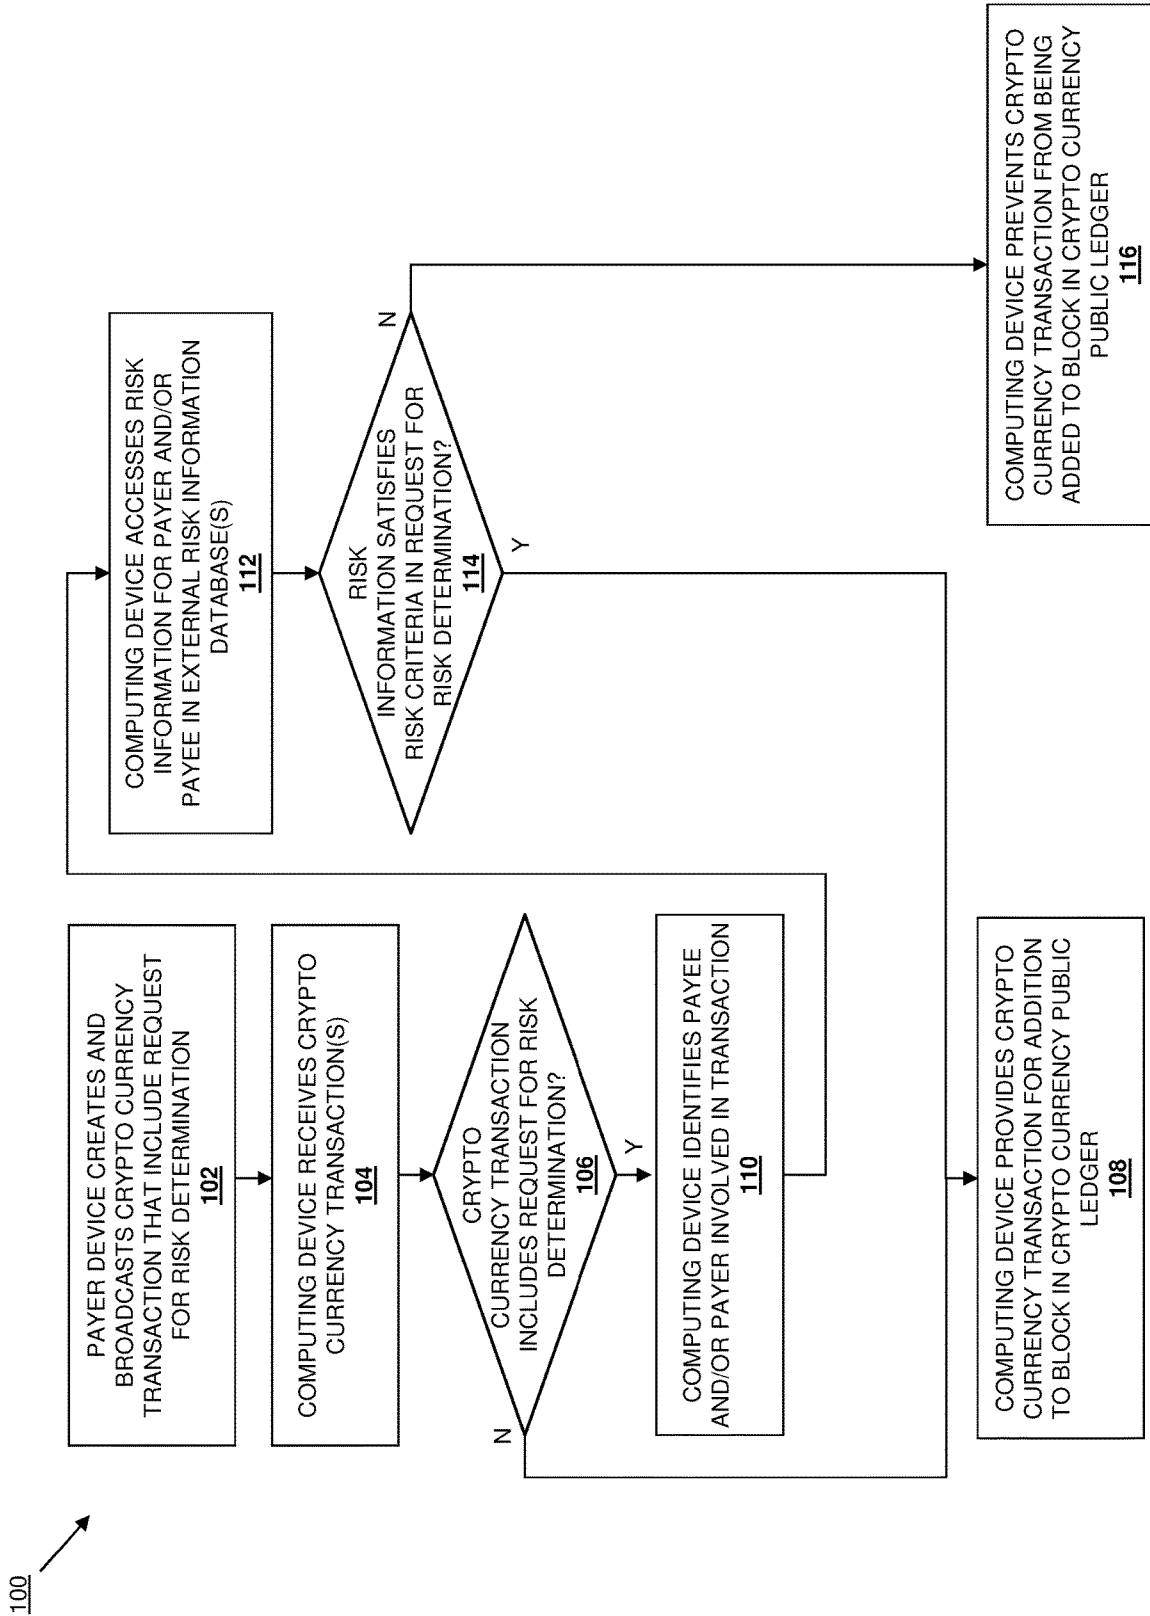 100
PAYER DEVICE CREATES AND
BROADCASTS CRYPTO CURRENCY
TRANSACTION THAT INCLUDE REQUEST
FOR RISK DETERMINATION
102
COMPUTING DEVICE RECEIVES CRYPTO
CURRENCY TRANSACTION(S)
104
CRYPTO
CURRENCY TRANSACTION
INCLUDES REQUEST FOR RISK
DETERMINATION?
106
N
Y
COMPUTING DEVICE IDENTIFIES PAYEE
AND/OR PAYER INVOLVED IN TRANSACTION
110
COMPUTING DEVICE PROVIDES CRYPTO
CURRENCY TRANSACTION FOR ADDITION
TO BLOCK IN CRYPTO CURRENCY PUBLIC
LEDGER
108
COMPUTING DEVICE ACCESSES RISK
INFORMATION FOR PAYER AND/OR
PAYEE IN EXTERNAL RISK INFORMATION
DATABASE(S)
112
RISK
INFORMATION SATISFIES
RISK CRITERIA IN REQUEST FOR
RISK DETERMINATION?
114
N
Y
COMPUTING DEVICE PREVENTS CRYPTO
CURRENCY TRANSACTION FROM BEING
ADDED TO BLOCK IN CRYPTO CURRENCY
PUBLIC LEDGER
116